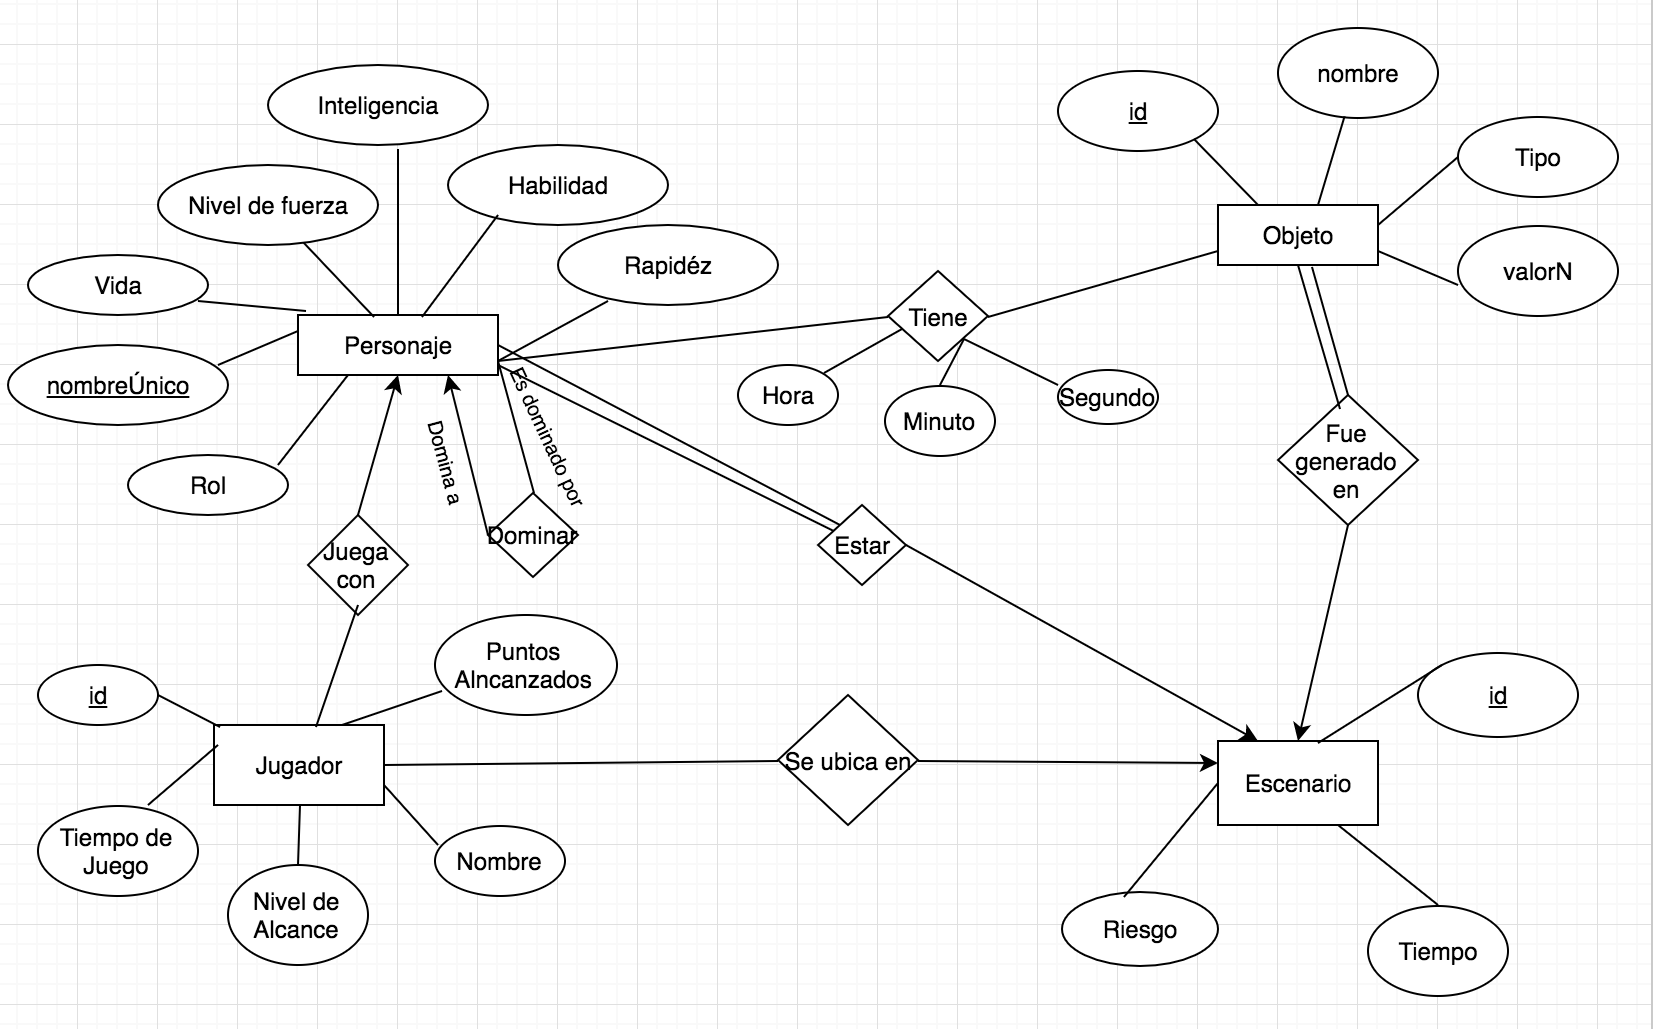 nombre
Inteligencia
id
Tipo
Habilidad
Nivel de fuerza
Objeto
Rapidéz
valorN
Vida
Tiene
Personaje
nombreÚnico
Hora
Segundo
Minuto
Es dominado por
Domina a
Fue
generado
en
Rol
Dominar
Estar
Juega
con
Puntos
Alncanzados
id
id
Jugador
Se ubica en
Escenario
Tiempo de
Juego
Nombre
Nivel de
Alcance
Riesgo
Tiempo